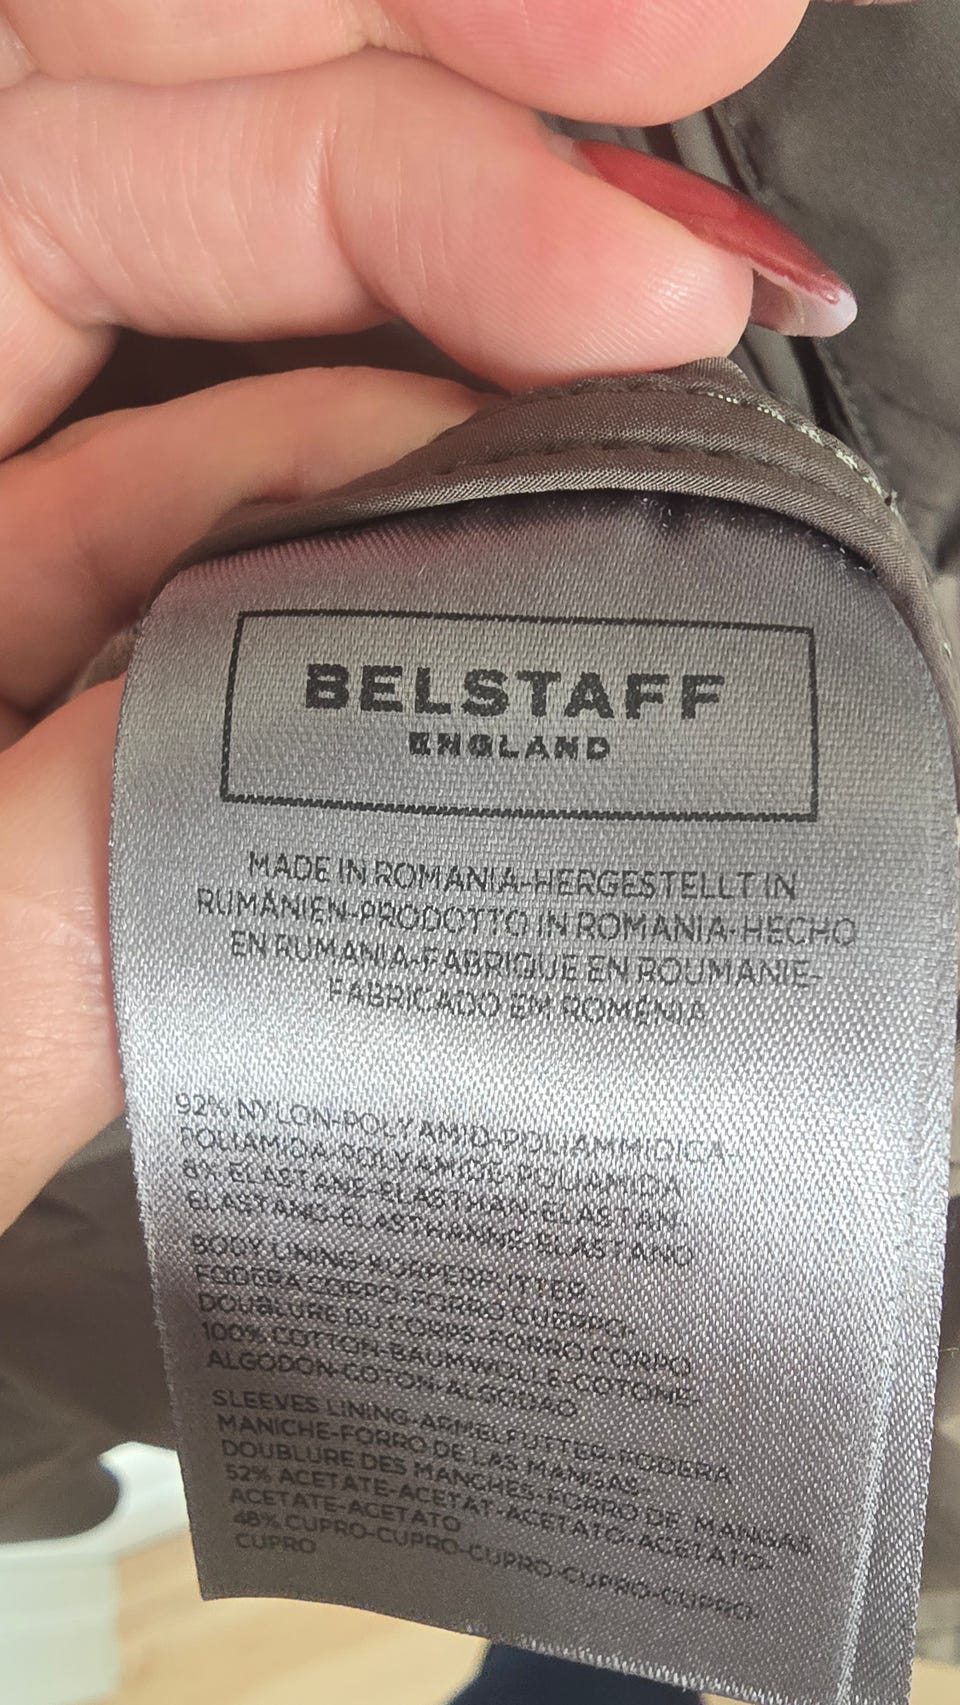 BELSTAFF
ENGLAND
MADE IN ROMANIA-HERGESTELLT IN
RUMÄNIEN-PRODOTTO IN ROMANIA-HECHO
EN RUMANIA-FABRIQUE EN ROUMANIE-
FABRICADO EM ROMENIA
92% NYLON-POLYAMID-POLIAMMIDICA-
POLIAMIDA-POLYAMIDE-POLIAMIDA
8% ELASTANE-ELASTHAN-ELASTAN-
ELASTANO-ELASTHANNE-ELASTANO
BODY LINING-KÖRPERFUTTER-
FODERA CORPO-FORRO CUERPO-
DOUBLURE DU CORPS-FORRO CORPO
100% COTTON-BAUMWOLLE-COTONE-
ALGODON-COTON-ALGODAO
SLEEVES LINING-ÄRMELFUTTER-FODERA
MANICHE-FORRO DE LAS MANGAS-
DOUBLURE DES MANCHES-FORRO DE MANGAS
52% ACETATE-ACETAT-ACETATO-ACETATO-
ACETATE-ACETATO
48% CUPRO-CUPRO-CUPRO-CUPRO-CUPRO-
CUPRO